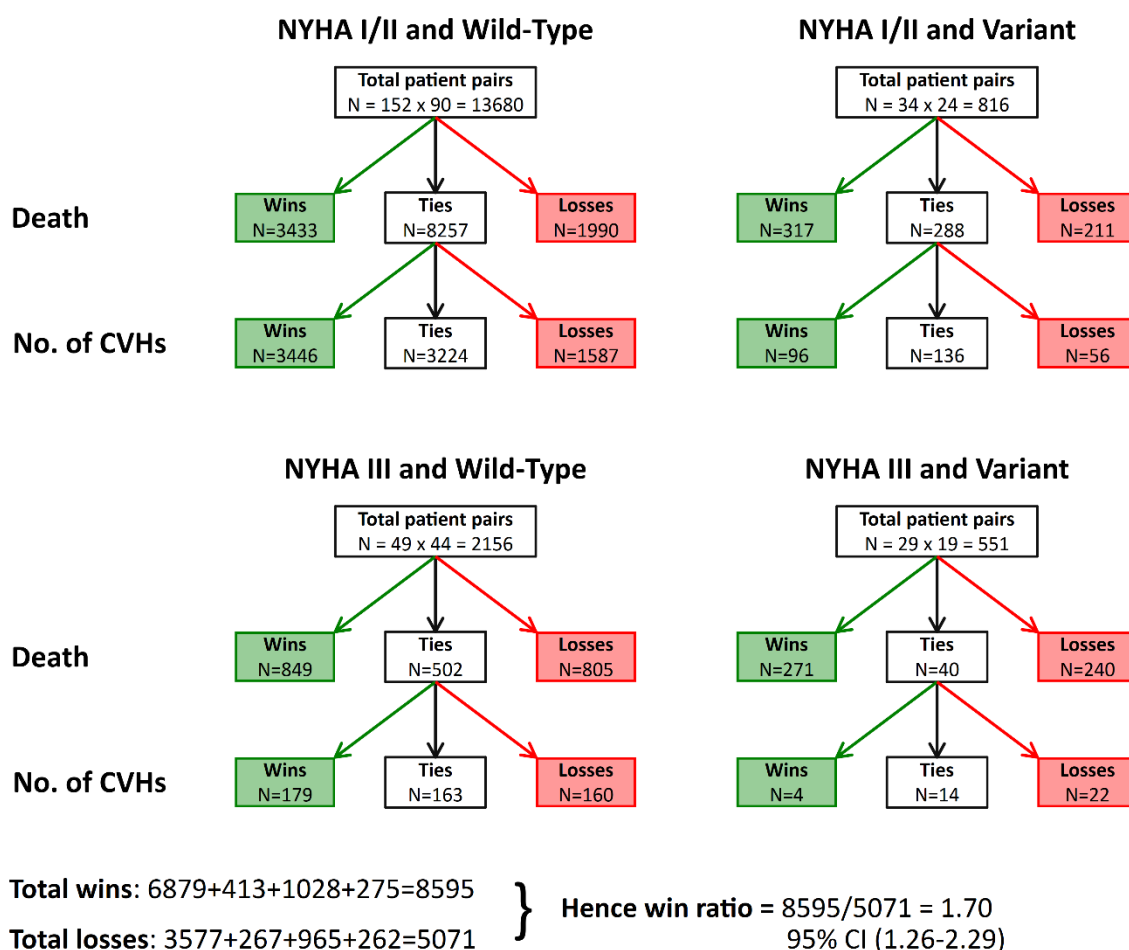 NYHA I/II and Wild-Type
NYHA I/II and Variant
Total patient pairs
N = 152 x 90 = 13680
Total patient pairs
N = 34 x 24 = 816
Death
Wins
N=3433
Ties
N=8257
Losses
N=1990
Wins
N=317
Ties
N=288
Losses
N=211
No. of CVHs
Wins
N=3446
Ties
N=3224
Losses
N=1587
Wins
N=96
Ties
N=136
Losses
N=56
NYHA III and Wild-Type
NYHA III and Variant
Total patient pairs
N = 49 x 44 = 2156
Total patient pairs
N = 29 x 19 = 551
Death
Wins
N=849
Ties
N=502
Losses
N=805
Wins
N=271
Ties
N=40
Losses
N=240
No. of CVHs
Wins
N=179
Ties
N=163
Losses
N=160
Wins
N=4
Ties
N=14
Losses
N=22
Total wins: 6879+413+1028+275=8595
Total losses: 3577+267+965+262=5071
}
Hence win ratio = 8595/5071 = 1.70
95% CI (1.26-2.29)